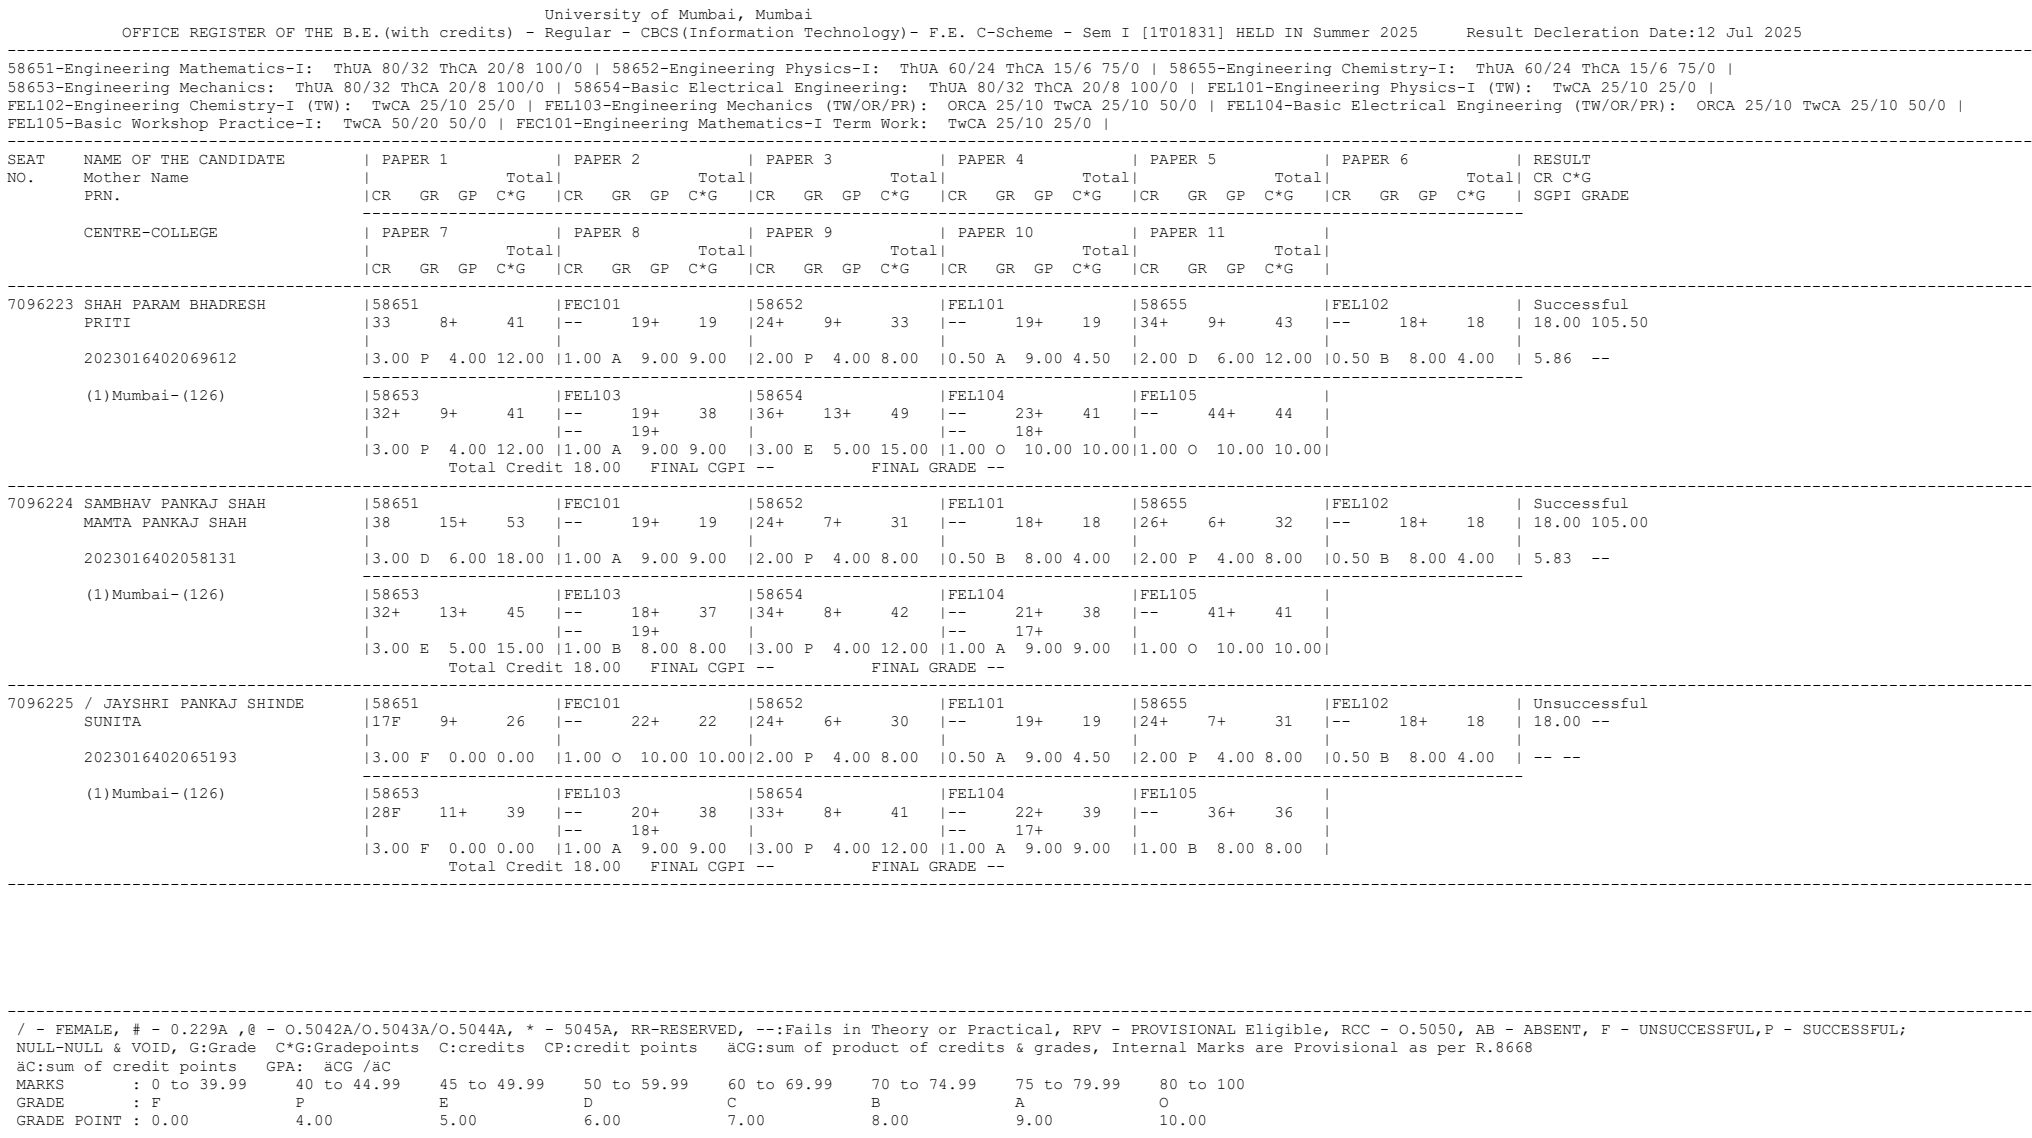 University of Mumbai, Mumbai
OFFICE REGISTER OF THE B.E.(with credits) - Regular - CBCS(Information Technology)- F.E. C-Scheme - Sem I [1T01831] HELD IN Summer 2025     Result Decleration Date:12 Jul 2025
58651-Engineering Mathematics-I:  ThUA 80/32 ThCA 20/8 100/0 | 58652-Engineering Physics-I:  ThUA 60/24 ThCA 15/6 75/0 | 58655-Engineering Chemistry-I:  ThUA 60/24 ThCA 15/6 75/0 |
58653-Engineering Mechanics:  ThUA 80/32 ThCA 20/8 100/0 | 58654-Basic Electrical Engineering:  ThUA 80/32 ThCA 20/8 100/0 | FEL101-Engineering Physics-I (TW):  TwCA 25/10 25/0 |
FEL102-Engineering Chemistry-I (TW):  TwCA 25/10 25/0 | FEL103-Engineering Mechanics (TW/OR/PR):  ORCA 25/10 TwCA 25/10 50/0 | FEL104-Basic Electrical Engineering (TW/OR/PR):  ORCA 25/10 TwCA 25/10 50/0 |
FEL105-Basic Workshop Practice-I:  TwCA 50/20 50/0 | FEC101-Engineering Mathematics-I Term Work:  TwCA 25/10 25/0 |
SEAT NAME OF THE CANDIDATE | PAPER 1 | PAPER 2 | PAPER 3 | PAPER 4 | PAPER 5 | PAPER 6 | RESULT
NO. Mother Name | Total| Total| Total| Total| Total| Total| CR C*G
PRN. |CR GR GP C*G |CR GR GP C*G |CR GR GP C*G |CR GR GP C*G |CR GR GP C*G |CR GR GP C*G | SGPI GRADE
CENTRE-COLLEGE | PAPER 7 | PAPER 8 | PAPER 9 | PAPER 10 | PAPER 11 |
| Total| Total| Total| Total| Total|
|CR GR GP C*G |CR GR GP C*G |CR GR GP C*G |CR GR GP C*G |CR GR GP C*G |
7096223 SHAH PARAM BHADRESH |58651 |FEC101 |58652 |FEL101 |58655 |FEL102 | Successful
PRITI |33 8+ 41 |-- 19+ 19 |24+ 9+ 33 |-- 19+ 19 |34+ 9+ 43 |-- 18+ 18 | 18.00 105.50
2023016402069612 |3.00 P 4.00 12.00 |1.00 A 9.00 9.00 |2.00 P 4.00 8.00 |0.50 A 9.00 4.50 |2.00 D 6.00 12.00 |0.50 B 8.00 4.00 | 5.86 --
(1)Mumbai-(126) |58653 |FEL103 |58654 |FEL104 |FEL105 |
|32+ 9+ 41 |-- 19+ 38 |36+ 13+ 49 |-- 23+ 41 |-- 44+ 44 |
| |-- 19+ | |-- 18+ | |
|3.00 P 4.00 12.00 |1.00 A 9.00 9.00 |3.00 E 5.00 15.00 |1.00 O 10.00 10.00|1.00 O 10.00 10.00|
Total Credit 18.00 FINAL CGPI -- FINAL GRADE --
7096224 SAMBHAV PANKAJ SHAH |58651 |FEC101 |58652 |FEL101 |58655 |FEL102 | Successful
MAMTA PANKAJ SHAH |38 15+ 53 |-- 19+ 19 |24+ 7+ 31 |-- 18+ 18 |26+ 6+ 32 |-- 18+ 18 | 18.00 105.00
2023016402058131 |3.00 D 6.00 18.00 |1.00 A 9.00 9.00 |2.00 P 4.00 8.00 |0.50 B 8.00 4.00 |2.00 P 4.00 8.00 |0.50 B 8.00 4.00 | 5.83 --
(1)Mumbai-(126) |58653 |FEL103 |58654 |FEL104 |FEL105 |
|32+ 13+ 45 |-- 18+ 37 |34+ 8+ 42 |-- 21+ 38 |-- 41+ 41 |
| |-- 19+ | |-- 17+ | |
|3.00 E 5.00 15.00 |1.00 B 8.00 8.00 |3.00 P 4.00 12.00 |1.00 A 9.00 9.00 |1.00 O 10.00 10.00|
Total Credit 18.00 FINAL CGPI -- FINAL GRADE --
7096225 / JAYSHRI PANKAJ SHINDE |58651 |FEC101 |58652 |FEL101 |58655 |FEL102 | Unsuccessful
SUNITA |17F 9+ 26 |-- 22+ 22 |24+ 6+ 30 |-- 19+ 19 |24+ 7+ 31 |-- 18+ 18 | 18.00 --
2023016402065193 |3.00 F 0.00 0.00 |1.00 O 10.00 10.00|2.00 P 4.00 8.00 |0.50 A 9.00 4.50 |2.00 P 4.00 8.00 |0.50 B 8.00 4.00 | -- --
(1)Mumbai-(126) |58653 |FEL103 |58654 |FEL104 |FEL105 |
|28F 11+ 39 |-- 20+ 38 |33+ 8+ 41 |-- 22+ 39 |-- 36+ 36 |
| |-- 18+ | |-- 17+ | |
|3.00 F 0.00 0.00 |1.00 A 9.00 9.00 |3.00 P 4.00 12.00 |1.00 A 9.00 9.00 |1.00 B 8.00 8.00 |
Total Credit 18.00 FINAL CGPI -- FINAL GRADE --
/ - FEMALE, # - 0.229A ,@ - O.5042A/O.5043A/O.5044A, * - 5045A, RR-RESERVED, --:Fails in Theory or Practical, RPV - PROVISIONAL Eligible, RCC - O.5050, AB - ABSENT, F - UNSUCCESSFUL,P - SUCCESSFUL;
NULL-NULL & VOID, G:Grade  C*G:Gradepoints  C:credits  CP:credit points   äCG:sum of product of credits & grades, Internal Marks are Provisional as per R.8668
äC:sum of credit points   GPA:  äCG /äC
MARKS : 0 to 39.99 40 to 44.99 45 to 49.99 50 to 59.99 60 to 69.99 70 to 74.99 75 to 79.99 80 to 100
GRADE : F P E D C B A O
GRADE POINT : 0.00 4.00 5.00 6.00 7.00 8.00 9.00 10.00